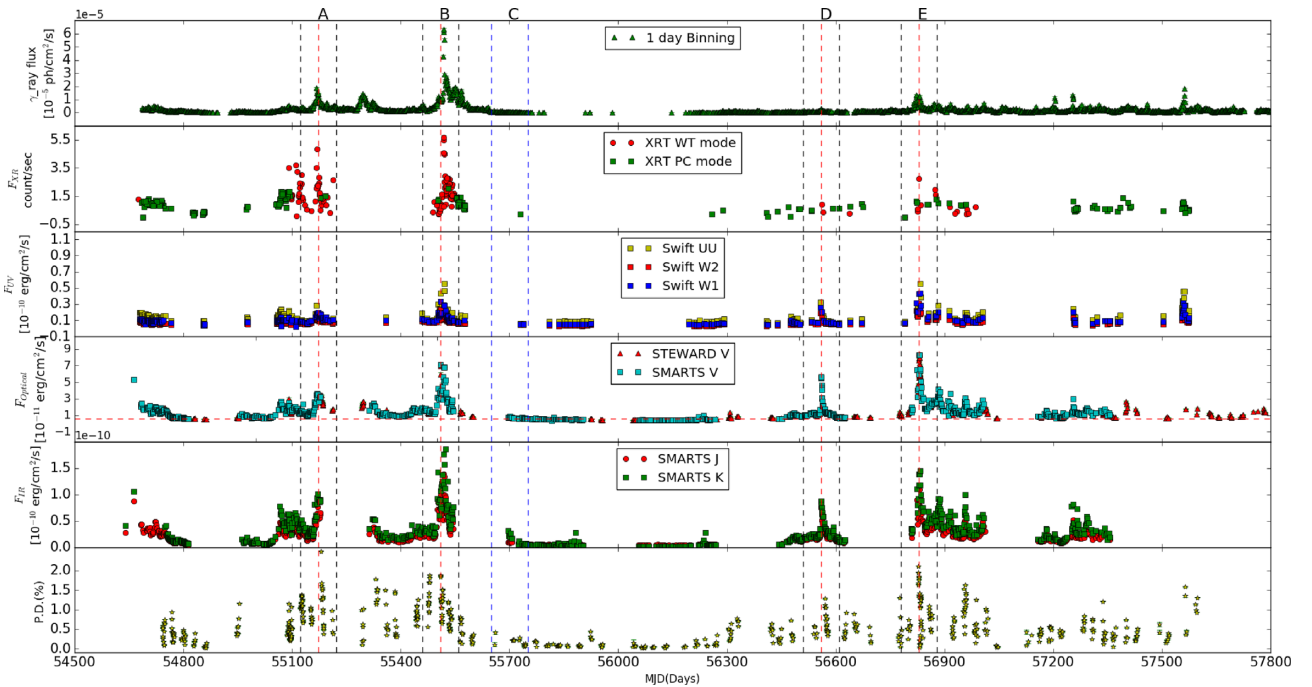 A B C D E
1e−5
6
5
4
3
2
1
0
γ_ray flux
[10⁻⁵ ph/cm²/s]
1 day Binning
5.5
3.5
1.5
−0.5
F_XR
count/sec
XRT WT mode
XRT PC mode
1.1
0.9
0.7
0.5
0.3
0.1
−0.1
F_UV
[10⁻¹⁰ erg/cm²/s]
Swift UU
Swift W2
Swift W1
9
7
5
3
1
−1
F_Optical
[10⁻¹¹ erg/cm²/s]
STEWARD V
SMARTS V
1e−10
1.5
1.0
0.5
0.0
F_IR
[10⁻¹⁰ erg/cm²/s]
SMARTS J
SMARTS K
2.0
1.5
1.0
0.5
0.0
P.D.(%)
54500 54800 55100 55400 55700 56000 56300 56600 56900 57200 57500 57800
MJD(Days)